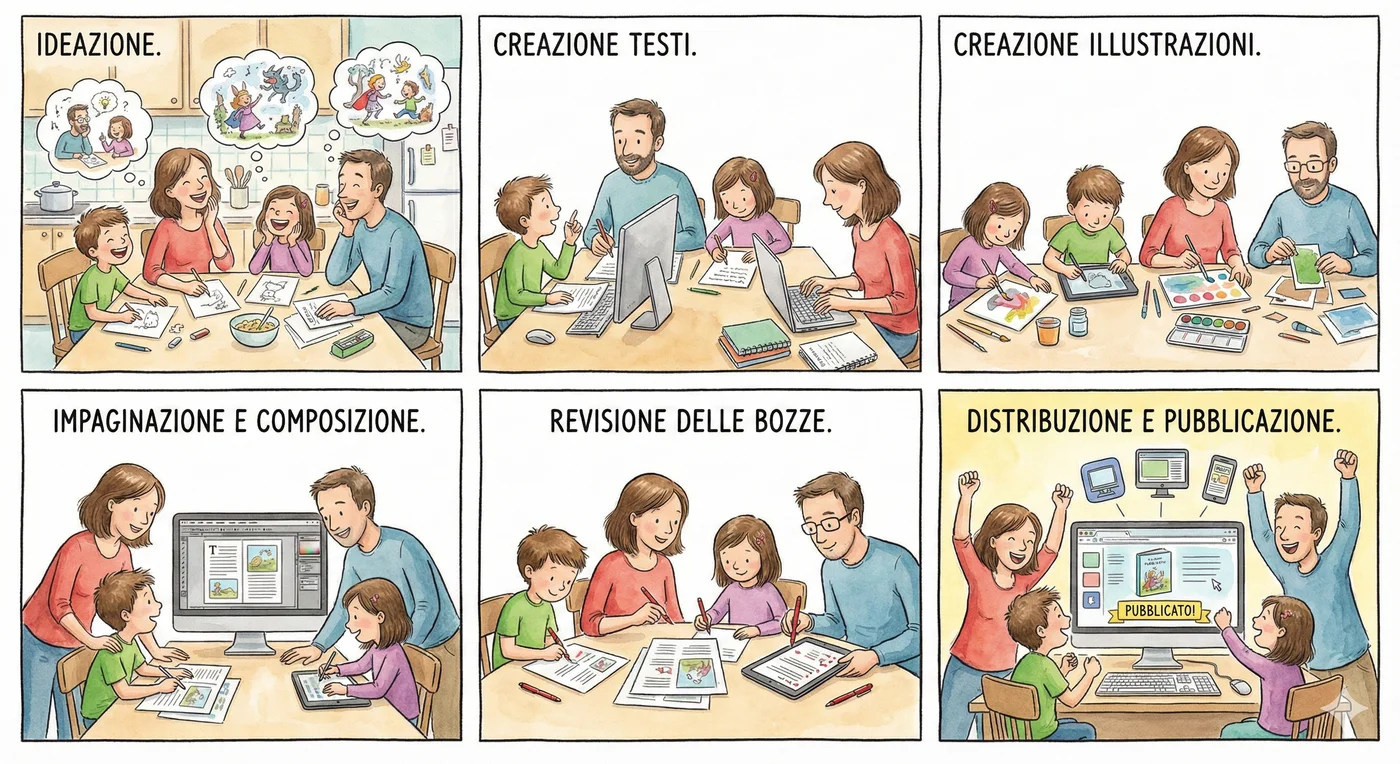 IDEAZIONE.
CREAZIONE TESTI.
CREAZIONE ILLUSTRAZIONI.
IMPAGINAZIONE E COMPOSIZIONE.
T
REVISIONE DELLE BOZZE.
DISTRIBUZIONE E PUBBLICAZIONE.
PUBBLICATO!